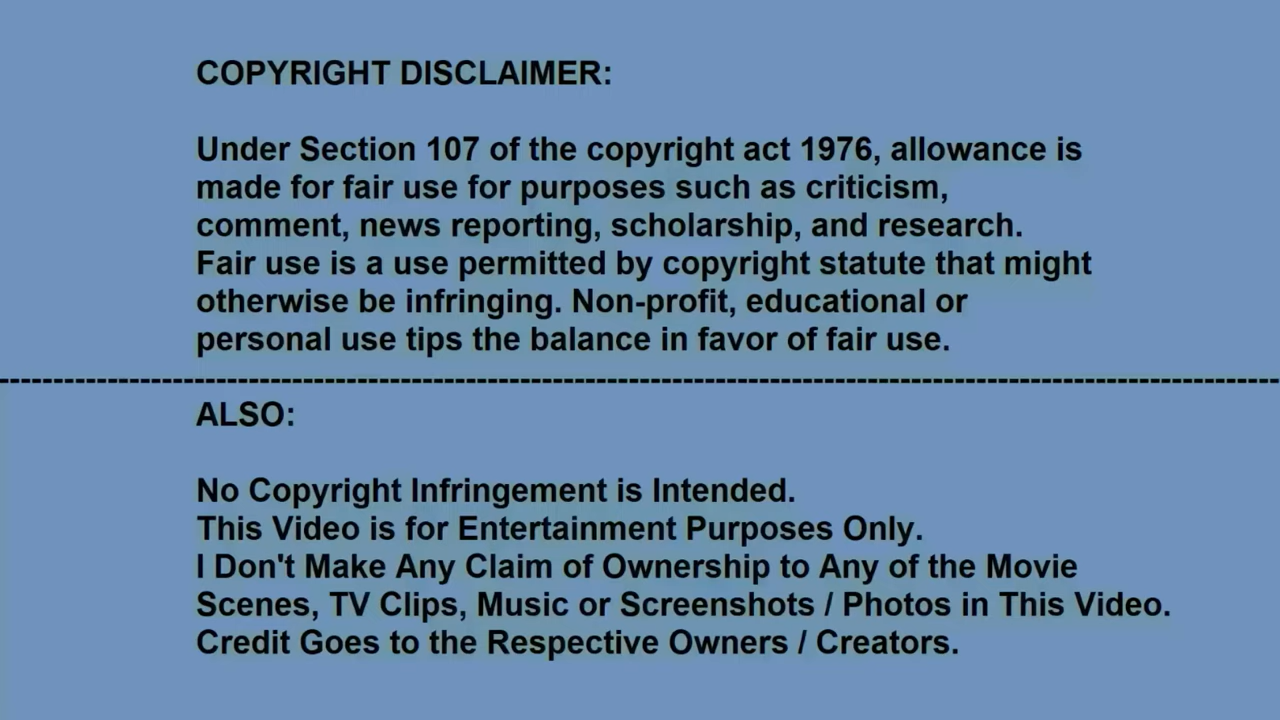 COPYRIGHT DISCLAIMER:
Under Section 107 of the copyright act 1976, allowance is
made for fair use for purposes such as criticism,
comment, news reporting, scholarship, and research.
Fair use is a use permitted by copyright statute that might
otherwise be infringing. Non-profit, educational or
personal use tips the balance in favor of fair use.
ALSO:
No Copyright Infringement is Intended.
This Video is for Entertainment Purposes Only.
I Don't Make Any Claim of Ownership to Any of the Movie
Scenes, TV Clips, Music or Screenshots / Photos in This Video.
Credit Goes to the Respective Owners / Creators.